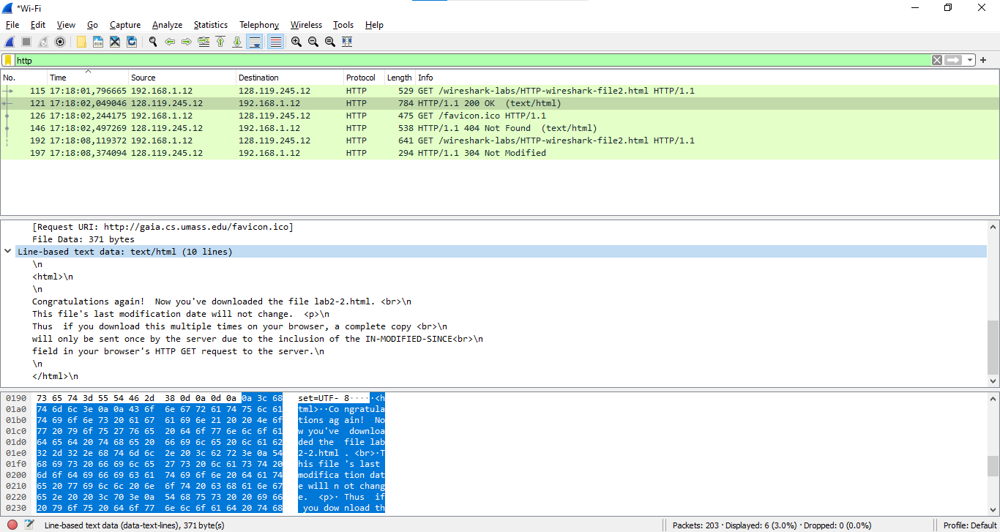 *Wi-Fi
File Edit View Go Capture Analyze Statistics Telephony Wireless Tools Help
http
No. Time Source Destination Protocol Length Info
115 17:18:01,796665 192.168.1.12 128.119.245.12 HTTP 529 GET /wireshark-labs/HTTP-wireshark-file2.html HTTP/1.1
121 17:18:02,049046 128.119.245.12 192.168.1.12 HTTP 784 HTTP/1.1 200 OK (text/html)
126 17:18:02,244175 192.168.1.12 128.119.245.12 HTTP 475 GET /favicon.ico HTTP/1.1
146 17:18:02,497269 128.119.245.12 192.168.1.12 HTTP 538 HTTP/1.1 404 Not Found (text/html)
192 17:18:08,119372 192.168.1.12 128.119.245.12 HTTP 641 GET /wireshark-labs/HTTP-wireshark-file2.html HTTP/1.1
197 17:18:08,374094 128.119.245.12 192.168.1.12 HTTP 294 HTTP/1.1 304 Not Modified
[Request URI: http://gaia.cs.umass.edu/favicon.ico]
File Data: 371 bytes
Line-based text data: text/html (10 lines)
\n
<html>\n
\n
Congratulations again!  Now you've downloaded the file lab2-2.html. <br>\n
This file's last modification date will not change.  <p>\n
Thus  if you download this multiple times on your browser, a complete copy <br>\n
will only be sent once by the server due to the inclusion of the IN-MODIFIED-SINCE<br>\n
field in your browser's HTTP GET request to the server.\n
\n
</html>\n
0190 73 65 74 3d 55 54 46 2d 38 0d 0a 0d 0a 0a 3c 68 set=UTF- 8·····<h
01a0 74 6d 6c 3e 0a 0a 43 6f 6e 67 72 61 74 75 6c 61 tml>··Co ngratula
01b0 74 69 6f 6e 73 20 61 67 61 69 6e 21 20 20 4e 6f tions ag ain!  No
01c0 77 20 79 6f 75 27 76 65 20 64 6f 77 6e 6c 6f 61 w you've  downloa
01d0 64 65 64 20 74 68 65 20 66 69 6c 65 20 6c 61 62 ded the  file lab
01e0 32 2d 32 2e 68 74 6d 6c 2e 20 3c 62 72 3e 0a 54 2-2.html . <br>·T
01f0 68 69 73 20 66 69 6c 65 27 73 20 6c 61 73 74 20 his file 's last
0200 6d 6f 64 69 66 69 63 61 74 69 6f 6e 20 64 61 74 modifica tion dat
0210 65 20 77 69 6c 6c 20 6e 6f 74 20 63 68 61 6e 67 e will n ot chang
0220 65 2e 20 20 3c 70 3e 0a 54 68 75 73 20 20 69 66 e.  <p>· Thus  if
0230 20 79 6f 75 20 64 6f 77 6e 6c 6f 61 64 20 74 68 you dow nload th
Line-based text data (data-text-lines), 371 byte(s) Packets: 203 · Displayed: 6 (3.0%) · Dropped: 0 (0.0%) Profile: Default